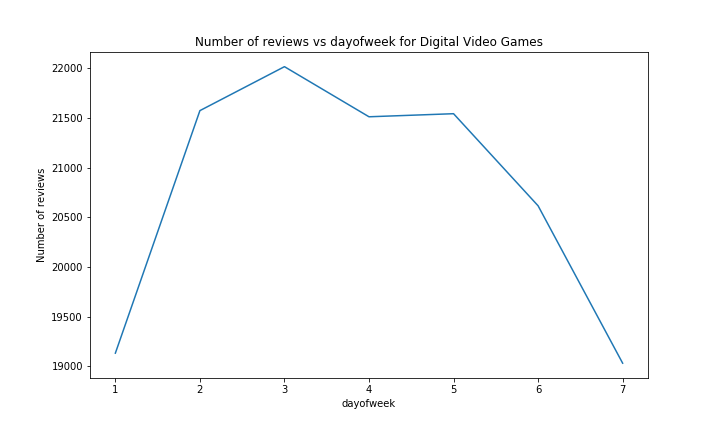 Number of reviews vs dayofweek for Digital Video Games
22000
21500
21000
20500
20000
19500
19000
Number of reviews
1 2 3 4 5 6 7
dayofweek